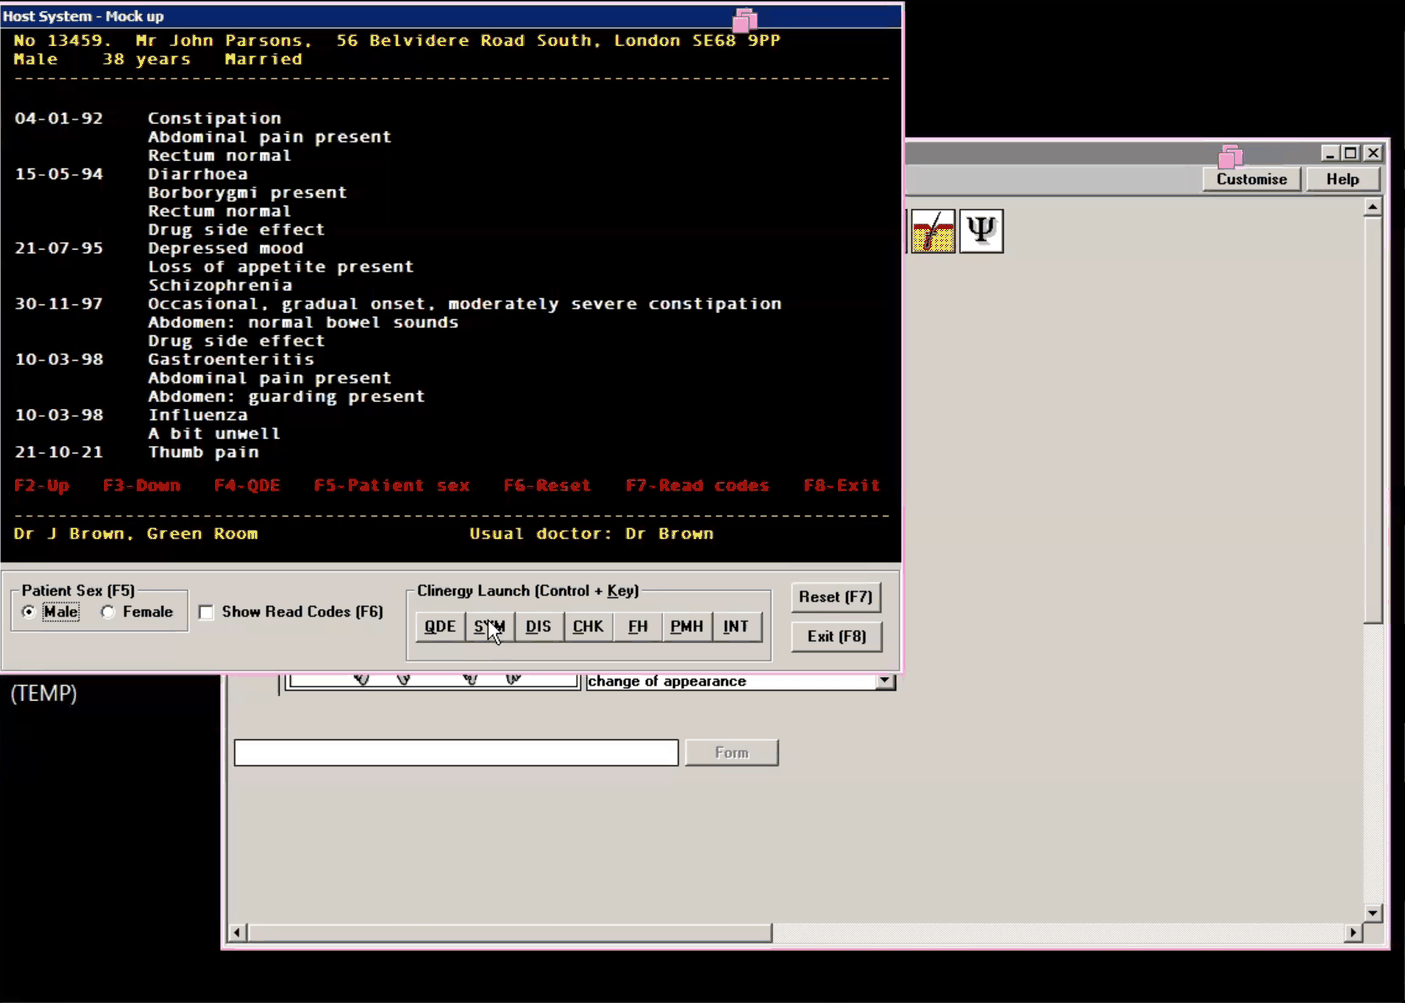 Host System - Mock up
No 13459. Mr John Parsons, 56 Belvidere Road South, London SE68 9PP
Male 38 years Married
04-01-92 Constipation
Abdominal pain present
Rectum normal
15-05-94 Diarrhoea
Borborygmi present
Rectum normal
Drug side effect
21-07-95 Depressed mood
Loss of appetite present
Schizophrenia
30-11-97 Occasional, gradual onset, moderately severe constipation
Abdomen: normal bowel sounds
Drug side effect
10-03-98 Gastroenteritis
Abdominal pain present
Abdomen: guarding present
10-03-98 Influenza
A bit unwell
21-10-21 Thumb pain
F2-Up F3-Down F4-QDE F5-Patient sex F6-Reset F7-Read codes F8-Exit
Dr J Brown, Green Room Usual doctor: Dr Brown
Patient Sex (F5)
Male Female
Show Read Codes (F6)
Clinergy Launch (Control + Key)
QDE SYM DIS CHK FH PMH INT
Reset (F7)
Exit (F8)
Customise Help
Ψ
(TEMP)
change of appearance
Form